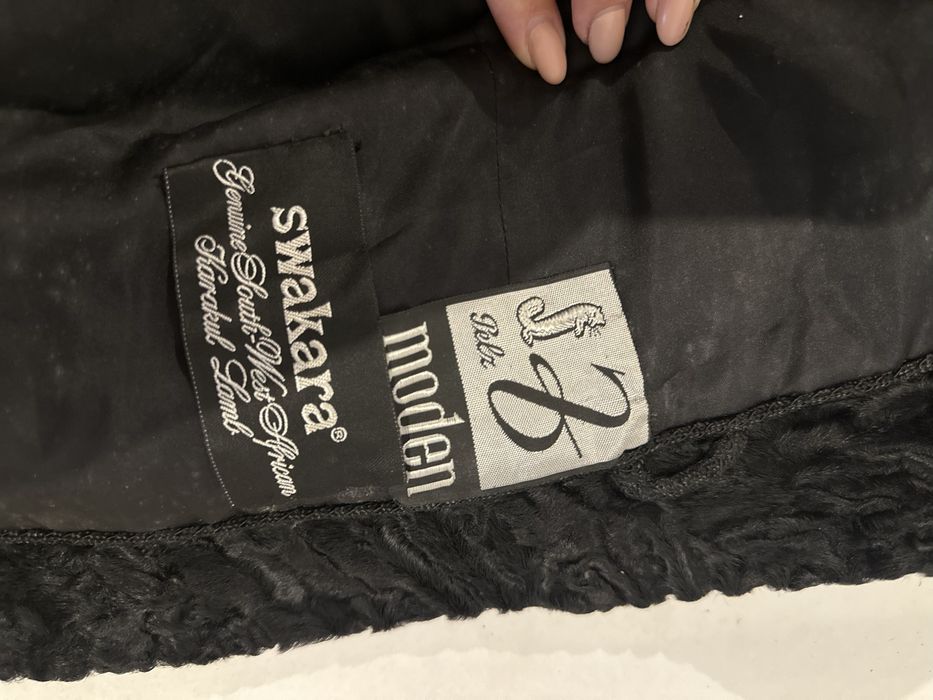 swakara®
Genuine South-West African
Karakul Lamb
Pelz
moden